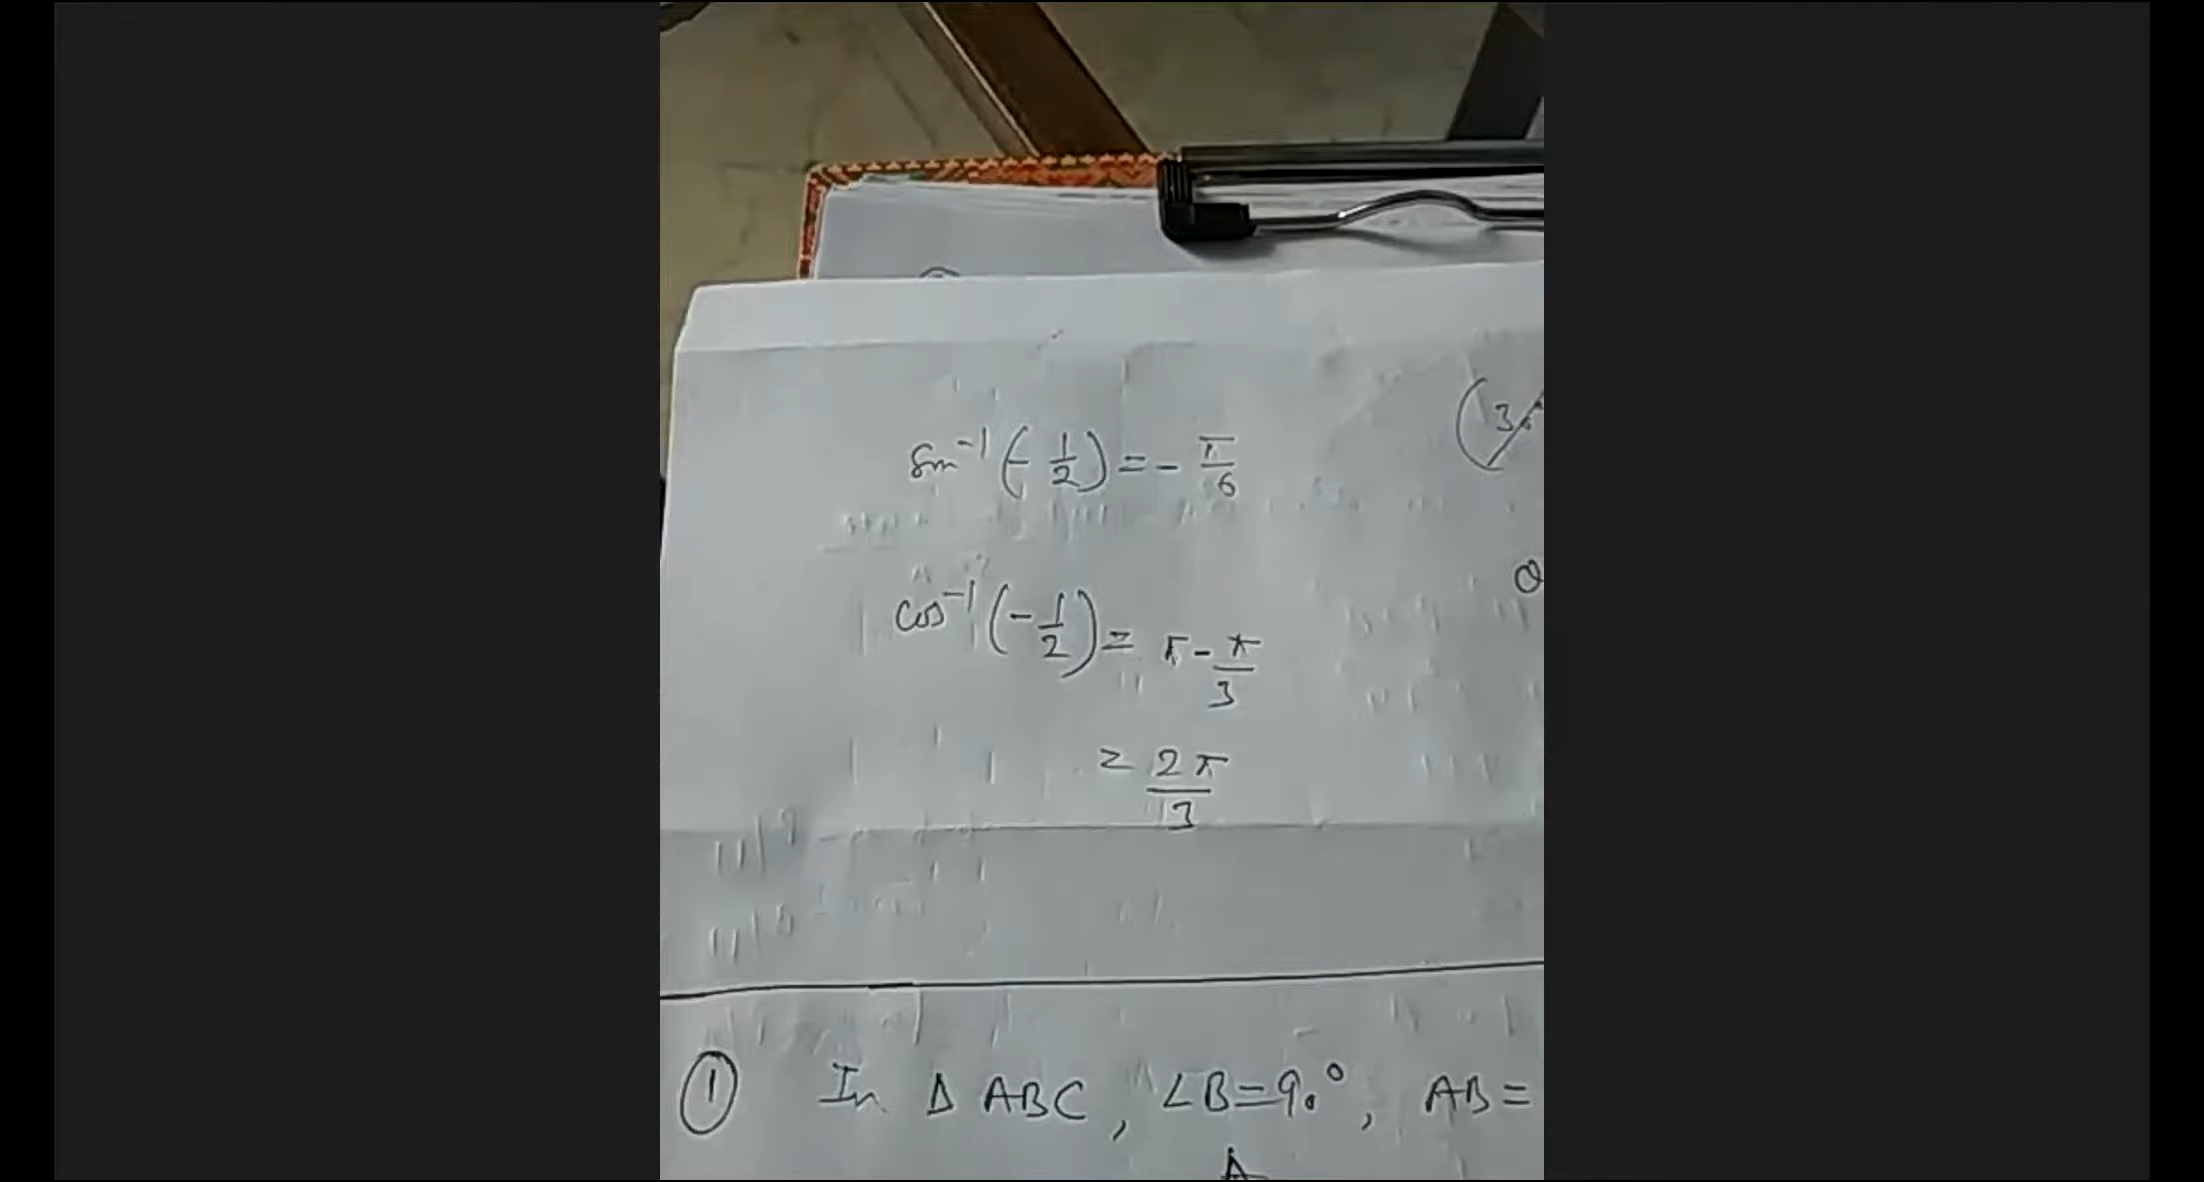 sin⁻¹(-1/2) = - π/6
cos⁻¹(-1/2) = π - π/3
= 2π/3
① In Δ ABC, ∠B=90°, AB=
A